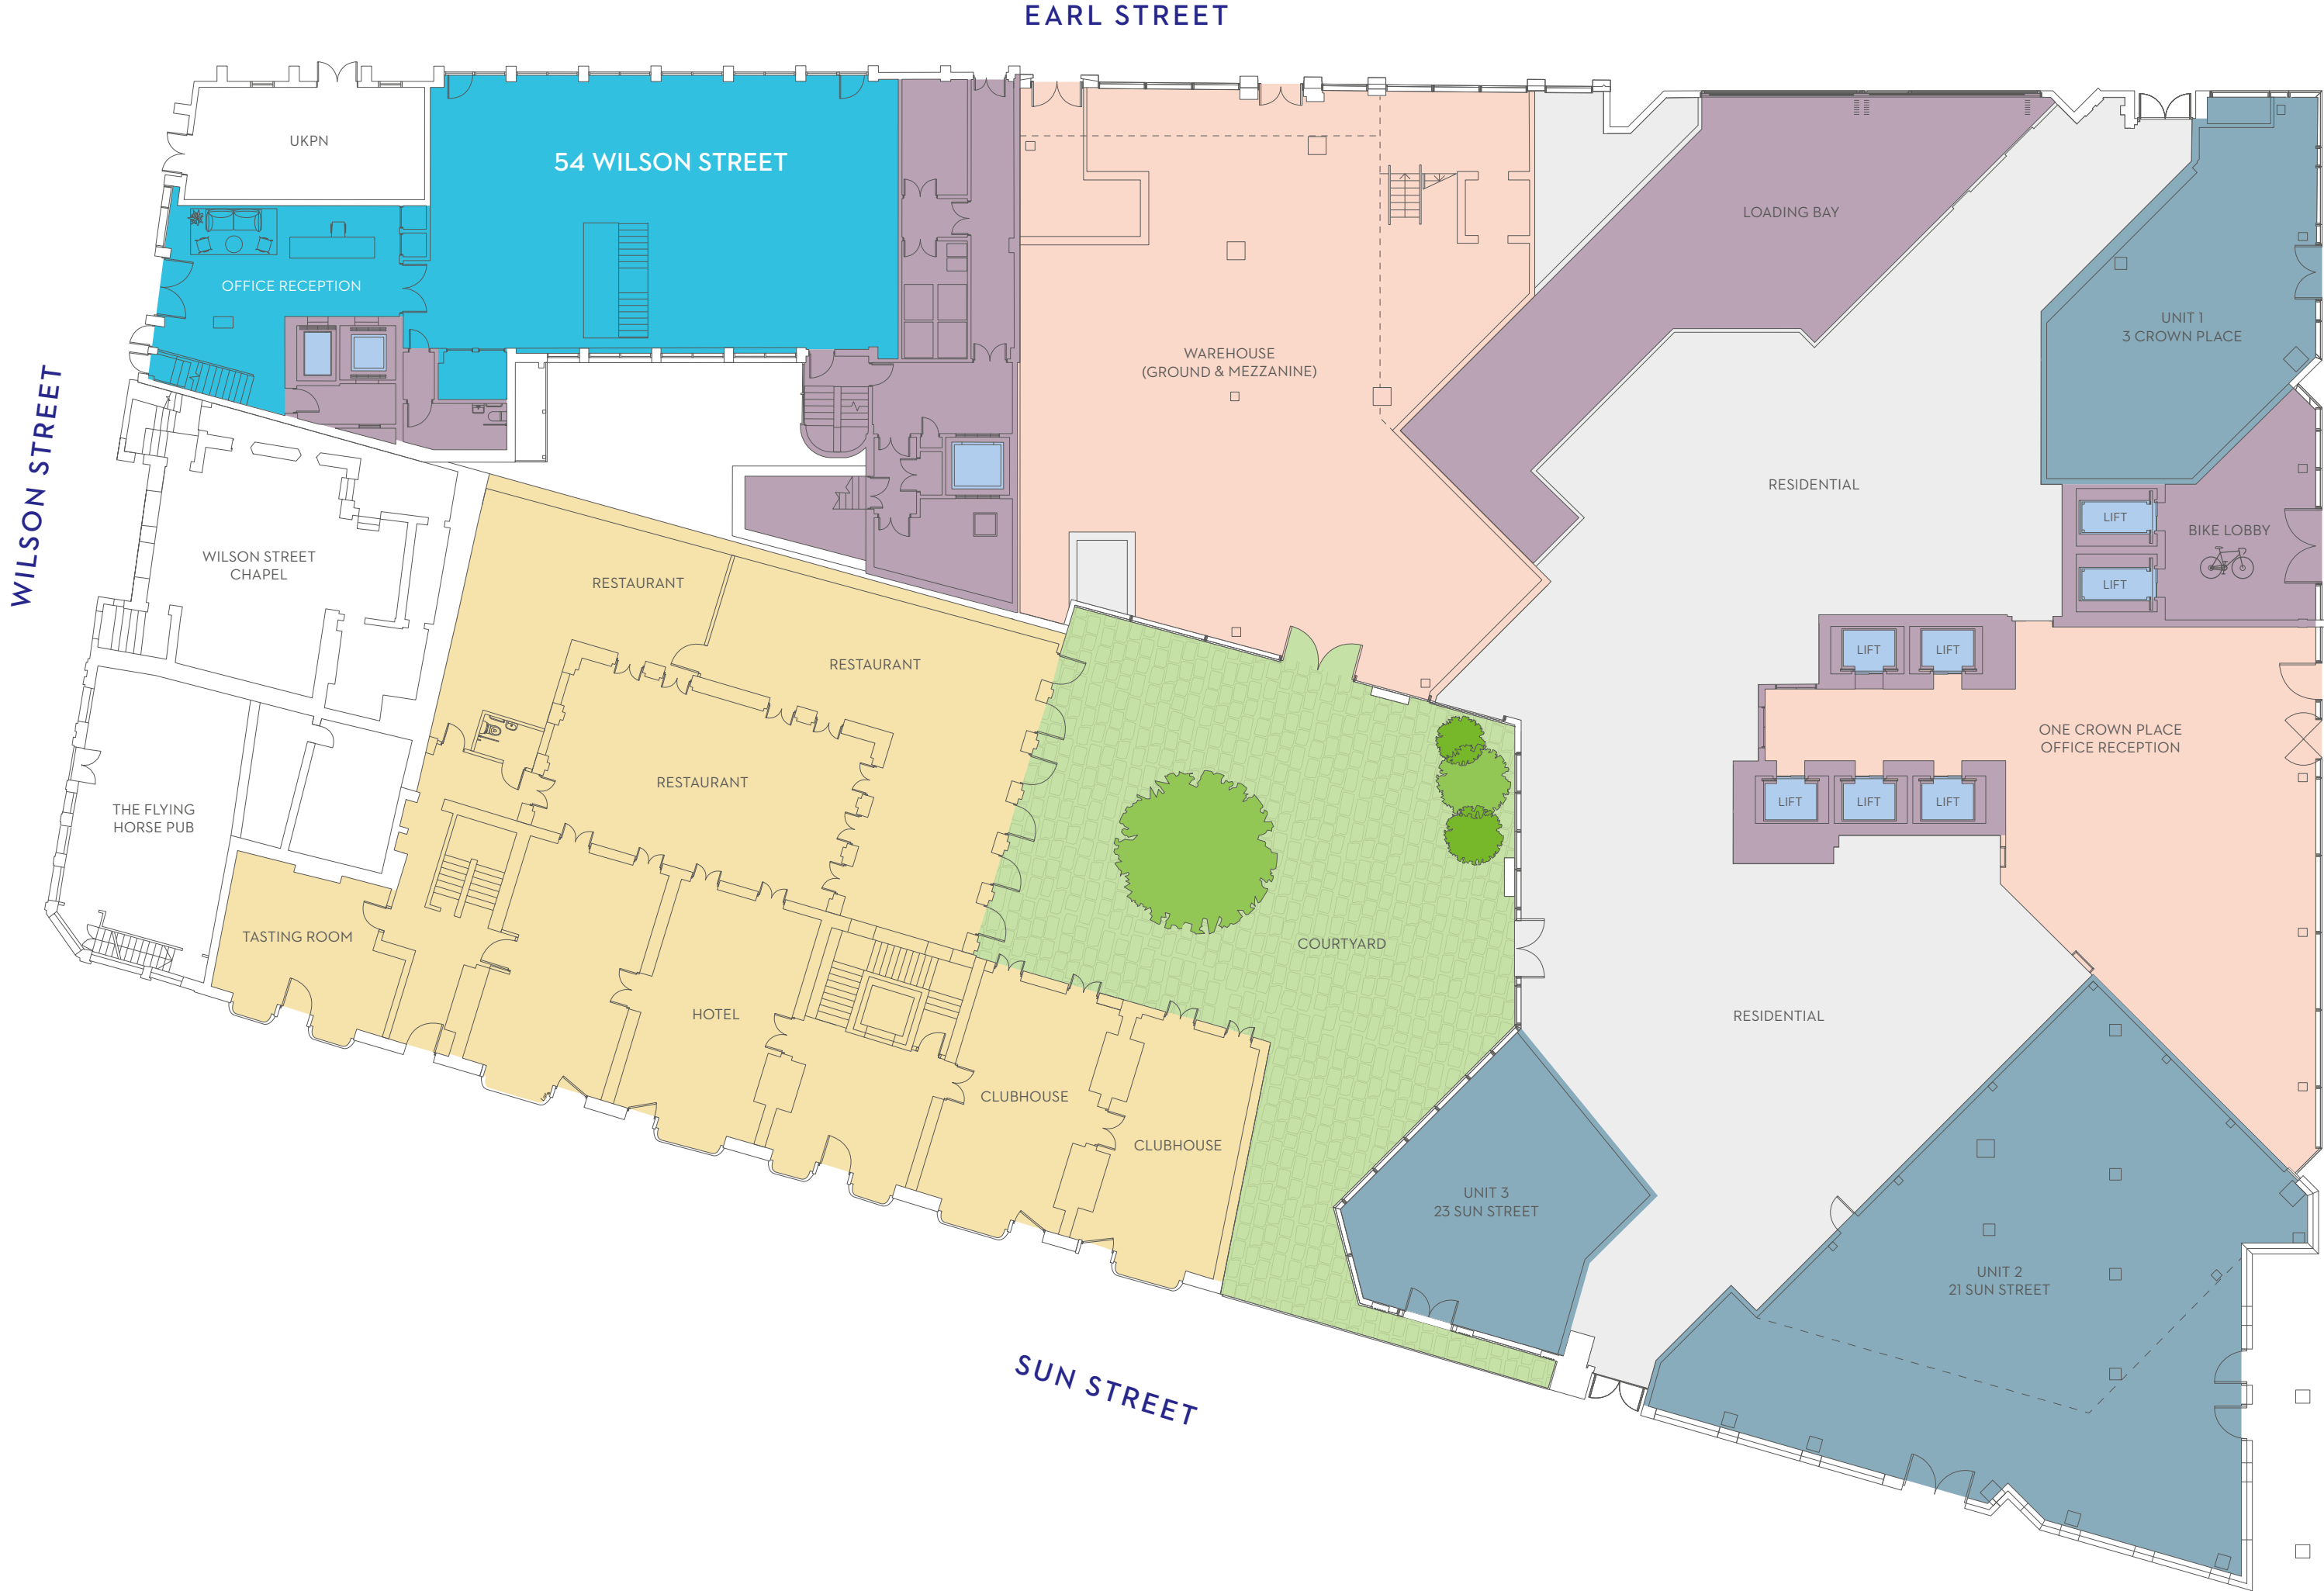 EARL STREET
UKPN
54 WILSON STREET
OFFICE RECEPTION
WILSON STREET
WAREHOUSE
(GROUND & MEZZANINE)
LOADING BAY
UNIT 1
3 CROWN PLACE
RESIDENTIAL
LIFT
LIFT
BIKE LOBBY
WILSON STREET
CHAPEL
RESTAURANT
RESTAURANT
RESTAURANT
LIFT
LIFT
ONE CROWN PLACE
OFFICE RECEPTION
LIFT
LIFT
LIFT
THE FLYING
HORSE PUB
TASTING ROOM
HOTEL
COURTYARD
RESIDENTIAL
CLUBHOUSE
CLUBHOUSE
UNIT 3
23 SUN STREET
UNIT 2
21 SUN STREET
SUN STREET